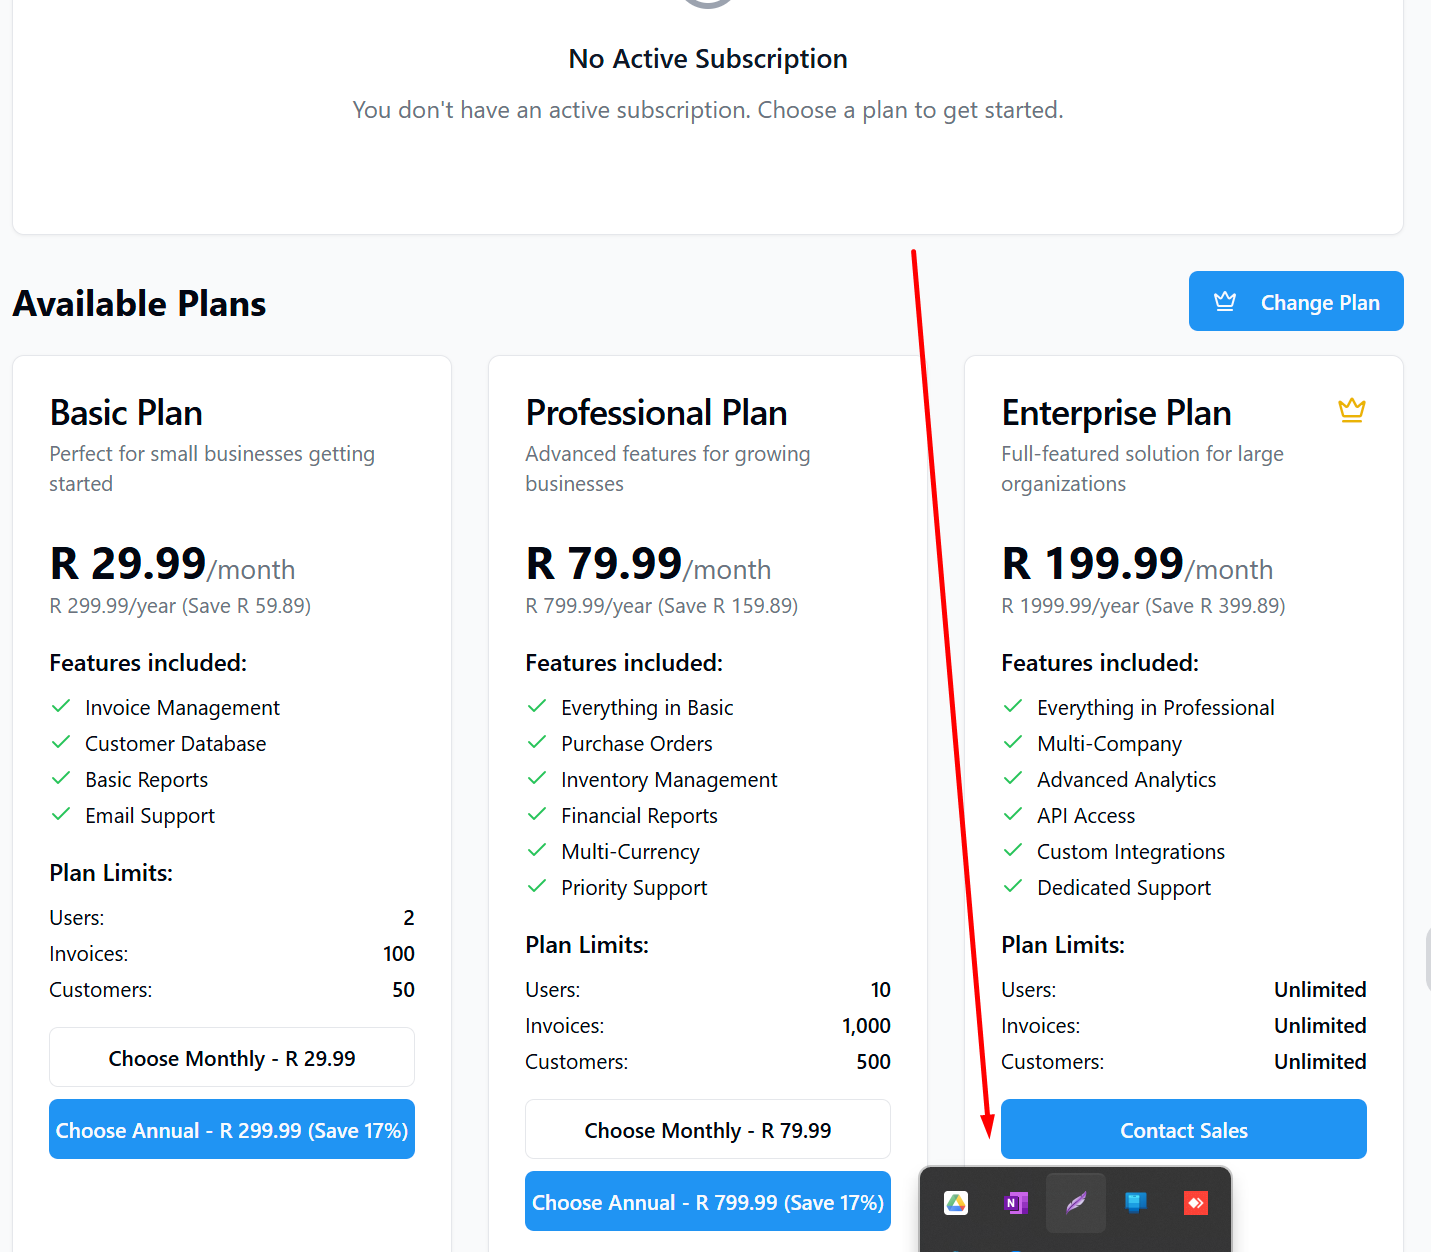 No Active Subscription
You don't have an active subscription. Choose a plan to get started.
Available Plans
Change Plan
Basic Plan
Perfect for small businesses getting
started
R 29.99/month
R 299.99/year (Save R 59.89)
Features included:
Invoice Management
Customer Database
Basic Reports
Email Support
Plan Limits:
Users: 2
Invoices: 100
Customers: 50
Choose Monthly - R 29.99
Choose Annual - R 299.99 (Save 17%)
Professional Plan
Advanced features for growing
businesses
R 79.99/month
R 799.99/year (Save R 159.89)
Features included:
Everything in Basic
Purchase Orders
Inventory Management
Financial Reports
Multi-Currency
Priority Support
Plan Limits:
Users: 10
Invoices: 1,000
Customers: 500
Choose Monthly - R 79.99
Choose Annual - R 799.99 (Save 17%)
Enterprise Plan
Full-featured solution for large
organizations
R 199.99/month
R 1999.99/year (Save R 399.89)
Features included:
Everything in Professional
Multi-Company
Advanced Analytics
API Access
Custom Integrations
Dedicated Support
Plan Limits:
Users: Unlimited
Invoices: Unlimited
Customers: Unlimited
Contact Sales
N